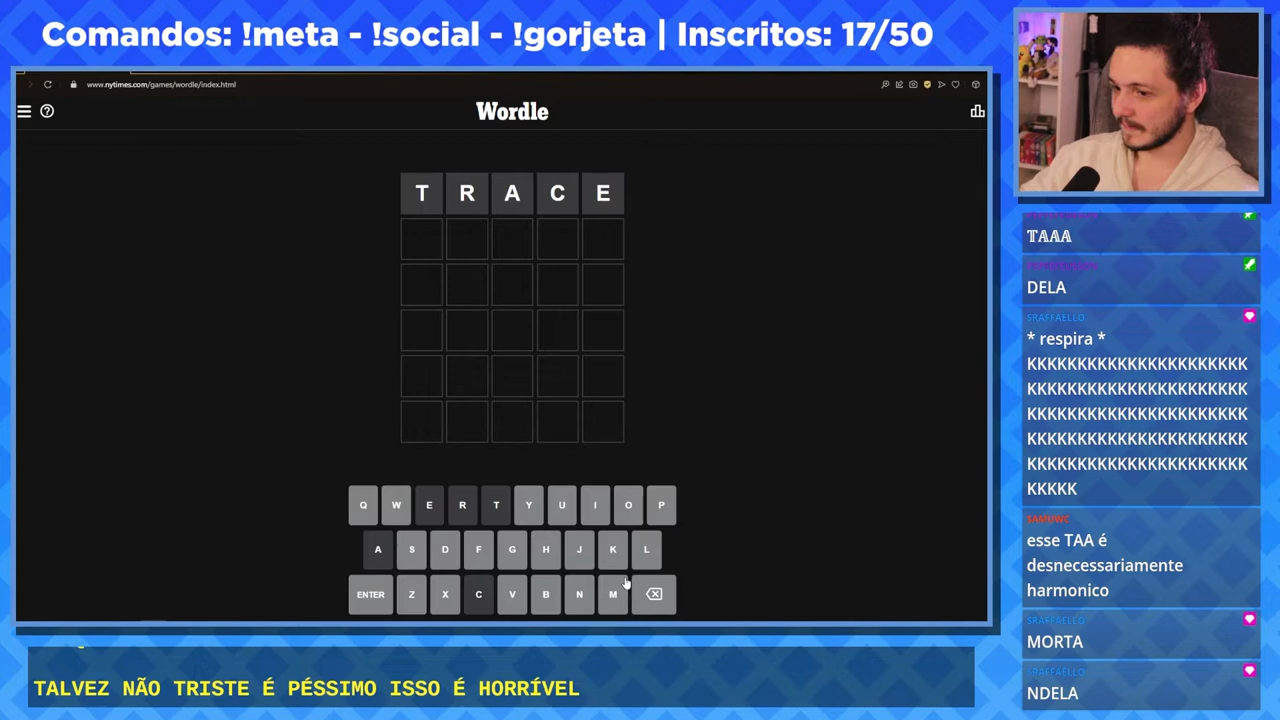 Comandos: !meta - !social - !gorjeta | Inscritos: 17/50
www.nytimes.com/games/wordle/index.html
Wordle
T R A C E
Q W E R T Y U I O P
A S D F G H J K L
ENTER Z X C V B N M
𝕋𝔸𝔸𝔸
DELA
SRAFFAELLO
* respira *
KKKKKKKKKKKKKKKKKKKKK
KKKKKKKKKKKKKKKKKKKKK
KKKKKKKKKKKKKKKKKKKKK
KKKKKKKKKKKKKKKKKKKKK
KKKKKKKKKKKKKKKKKKKKK
KKKKK
esse TAA é
desnecessariamente
harmonico
SRAFFAELLO
MORTA
SRAFFAELLO
NDELA
TALVEZ NÃO TRISTE É PÉSSIMO ISSO É HORRÍVEL